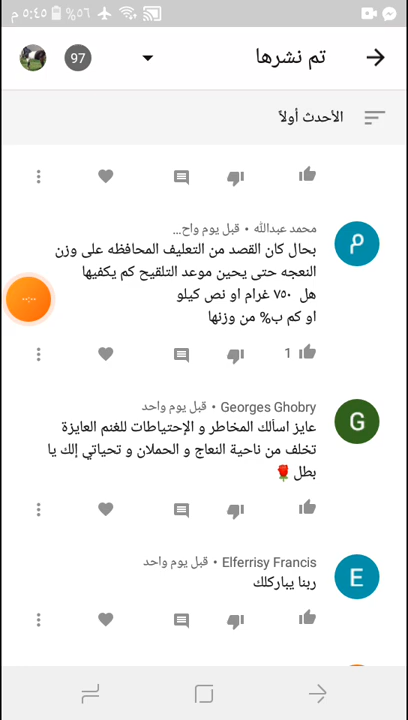 ٥:٤٥ م ٥٦%
تم نشرها
97
الأحدث أولاً
محمد عبدالله • قبل يوم واح...
بحال كان القصد من التعليف المحافظه على وزن
النعجه حتى يحين موعد التلقيح كم يكفيها
هل ٧٥٠ غرام او نص كيلو
او كم ب% من وزنها
م
--:--
1
Georges Ghobry • قبل يوم واحد
عايز اسألك المخاطر و الإحتياطات للغنم العايزة
تخلف من ناحية النعاج و الحملان و تحياتي إلك يا
بطل🌹
G
Elferrisy Francis • قبل يوم واحد
ربنا يباركلك
E